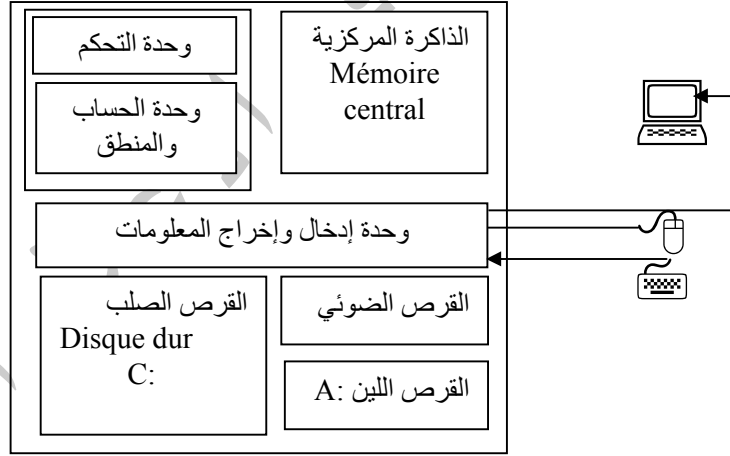 وحدة التحكم
وحدة الحساب
والمنطق
الذاكرة المركزية
Mémoire
central
وحدة إدخال وإخراج المعلومات
القرص الصلب
Disque dur
C:
القرص الضوئي
القرص اللين A: